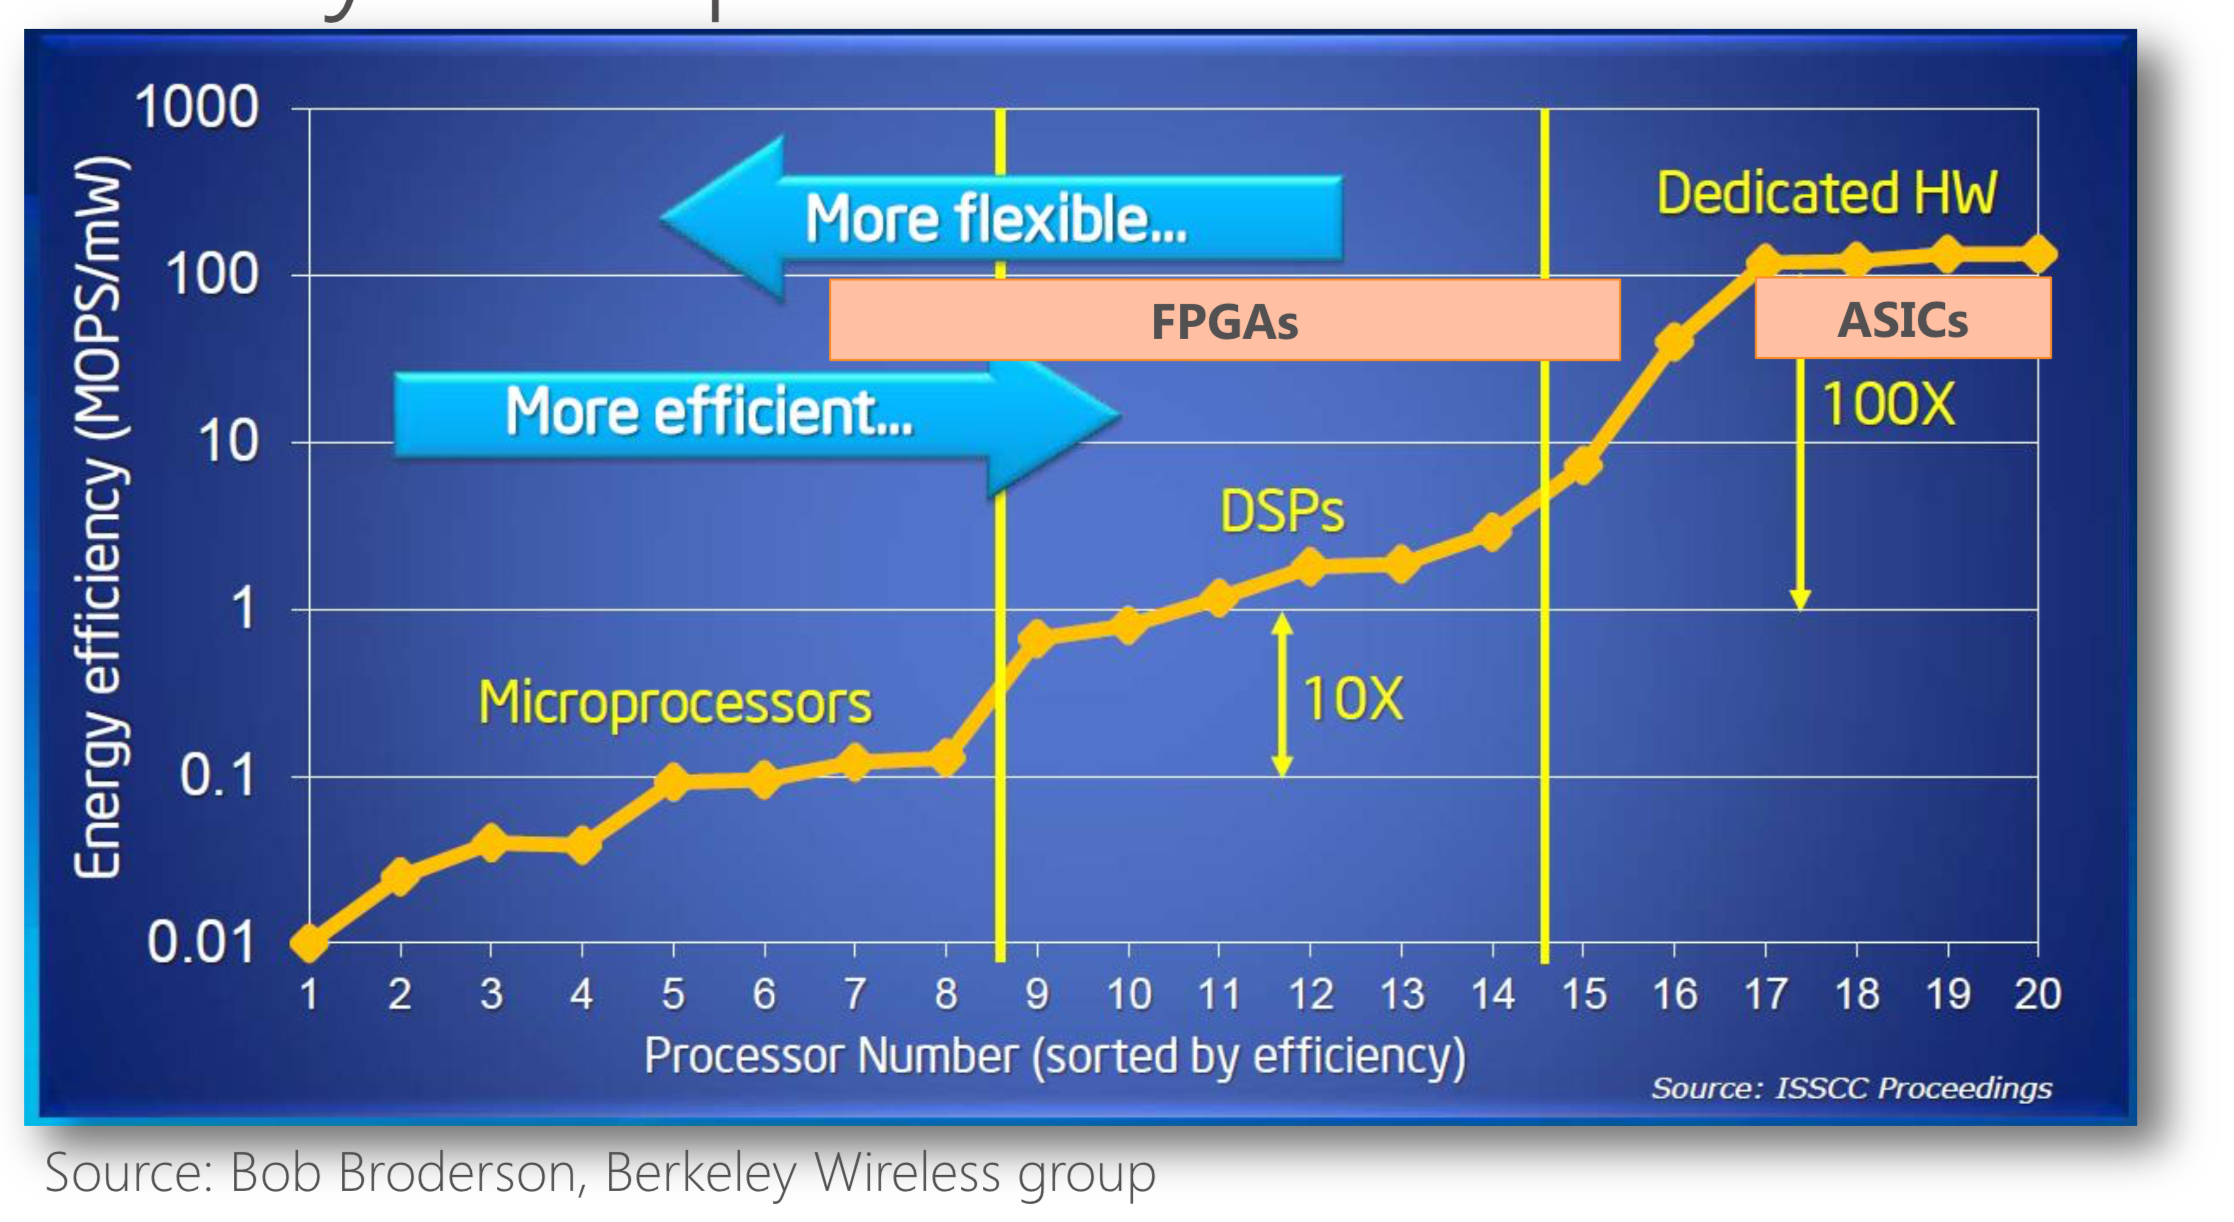 1000
100
10
1
0.1
0.01
Energy efficiency (MOPS/mW)
More flexible...
Dedicated HW
FPGAs
ASICs
More efficient...
100X
DSPs
10X
Microprocessors
1 2 3 4 5 6 7 8 9 10 11 12 13 14 15 16 17 18 19 20
Processor Number (sorted by efficiency)
Source: ISSCC Proceedings
Source: Bob Broderson, Berkeley Wireless group